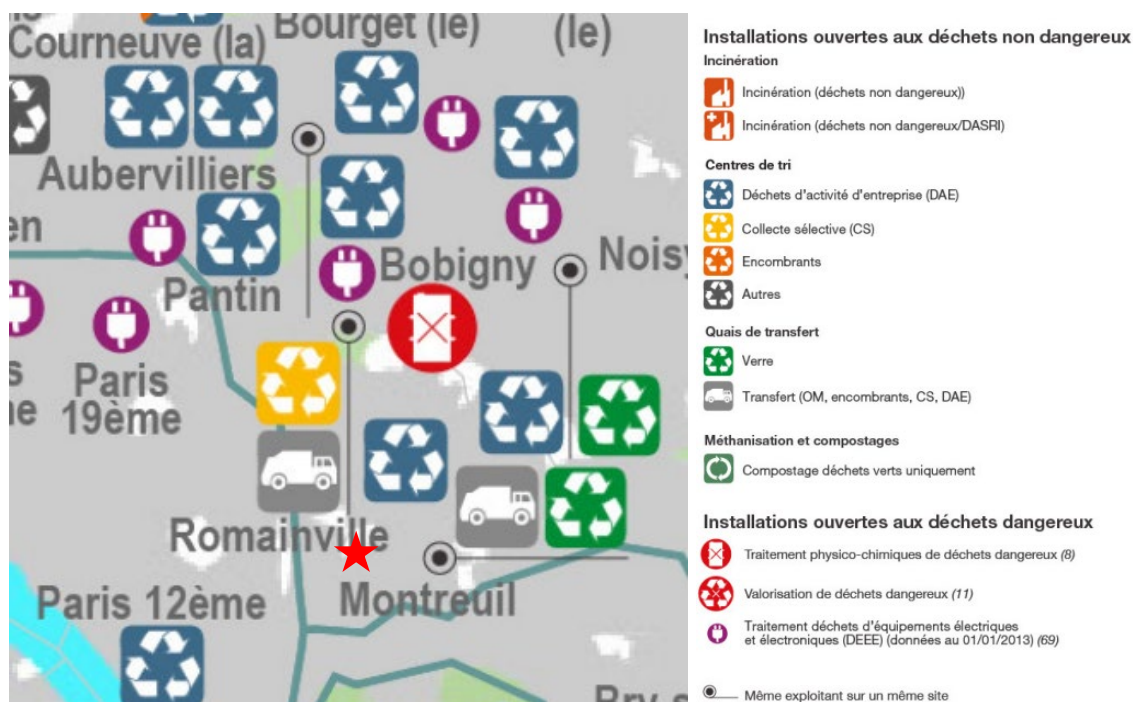 Courneuve (la)
Bourget (le)
(le)
Aubervilliers
en
Pantin
Bobigny
Noisy
Paris
19ème
s
ne
Romainville
Montreuil
Paris 12ème
Bry-s
Installations ouvertes aux déchets non dangereux
Incinération
Incinération (déchets non dangereux))
Incinération (déchets non dangereux/DASRI)
Centres de tri
Déchets d'activité d'entreprise (DAE)
Collecte sélective (CS)
Encombrants
Autres
Quais de transfert
Verre
Transfert (OM, encombrants, CS, DAE)
Méthanisation et compostages
Compostage déchets verts uniquement
Installations ouvertes aux déchets dangereux
Traitement physico-chimiques de déchets dangereux (8)
Valorisation de déchets dangereux (11)
Traitement déchets d'équipements électriques
et électroniques (DEEE) (données au 01/01/2013) (69)
Même exploitant sur un même site